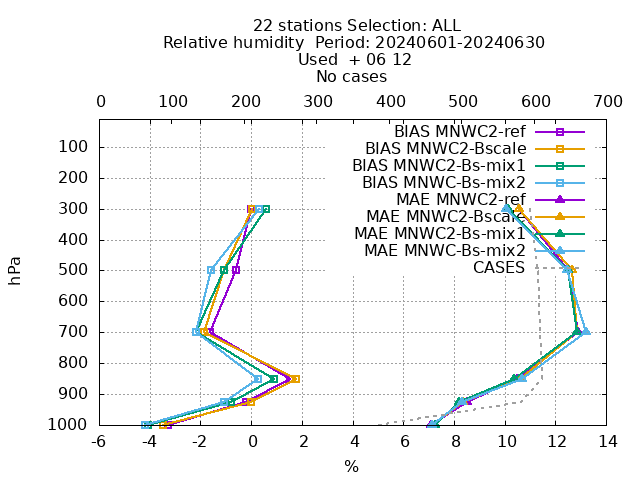 22 stations Selection: ALL
Relative humidity  Period: 20240601-20240630
Used  + 06 12
No cases
0 100 200 300 400 500 600 700
BIAS MNWC2-ref
BIAS MNWC2-Bscale
BIAS MNWC2-Bs-mix1
BIAS MNWC-Bs-mix2
MAE MNWC2-ref
MAE MNWC2-Bscale
MAE MNWC2-Bs-mix1
MAE MNWC-Bs-mix2
CASES
hPa
100
200
300
400
500
600
700
800
900
1000
-6 -4 -2 0 2 4 6 8 10 12 14
%